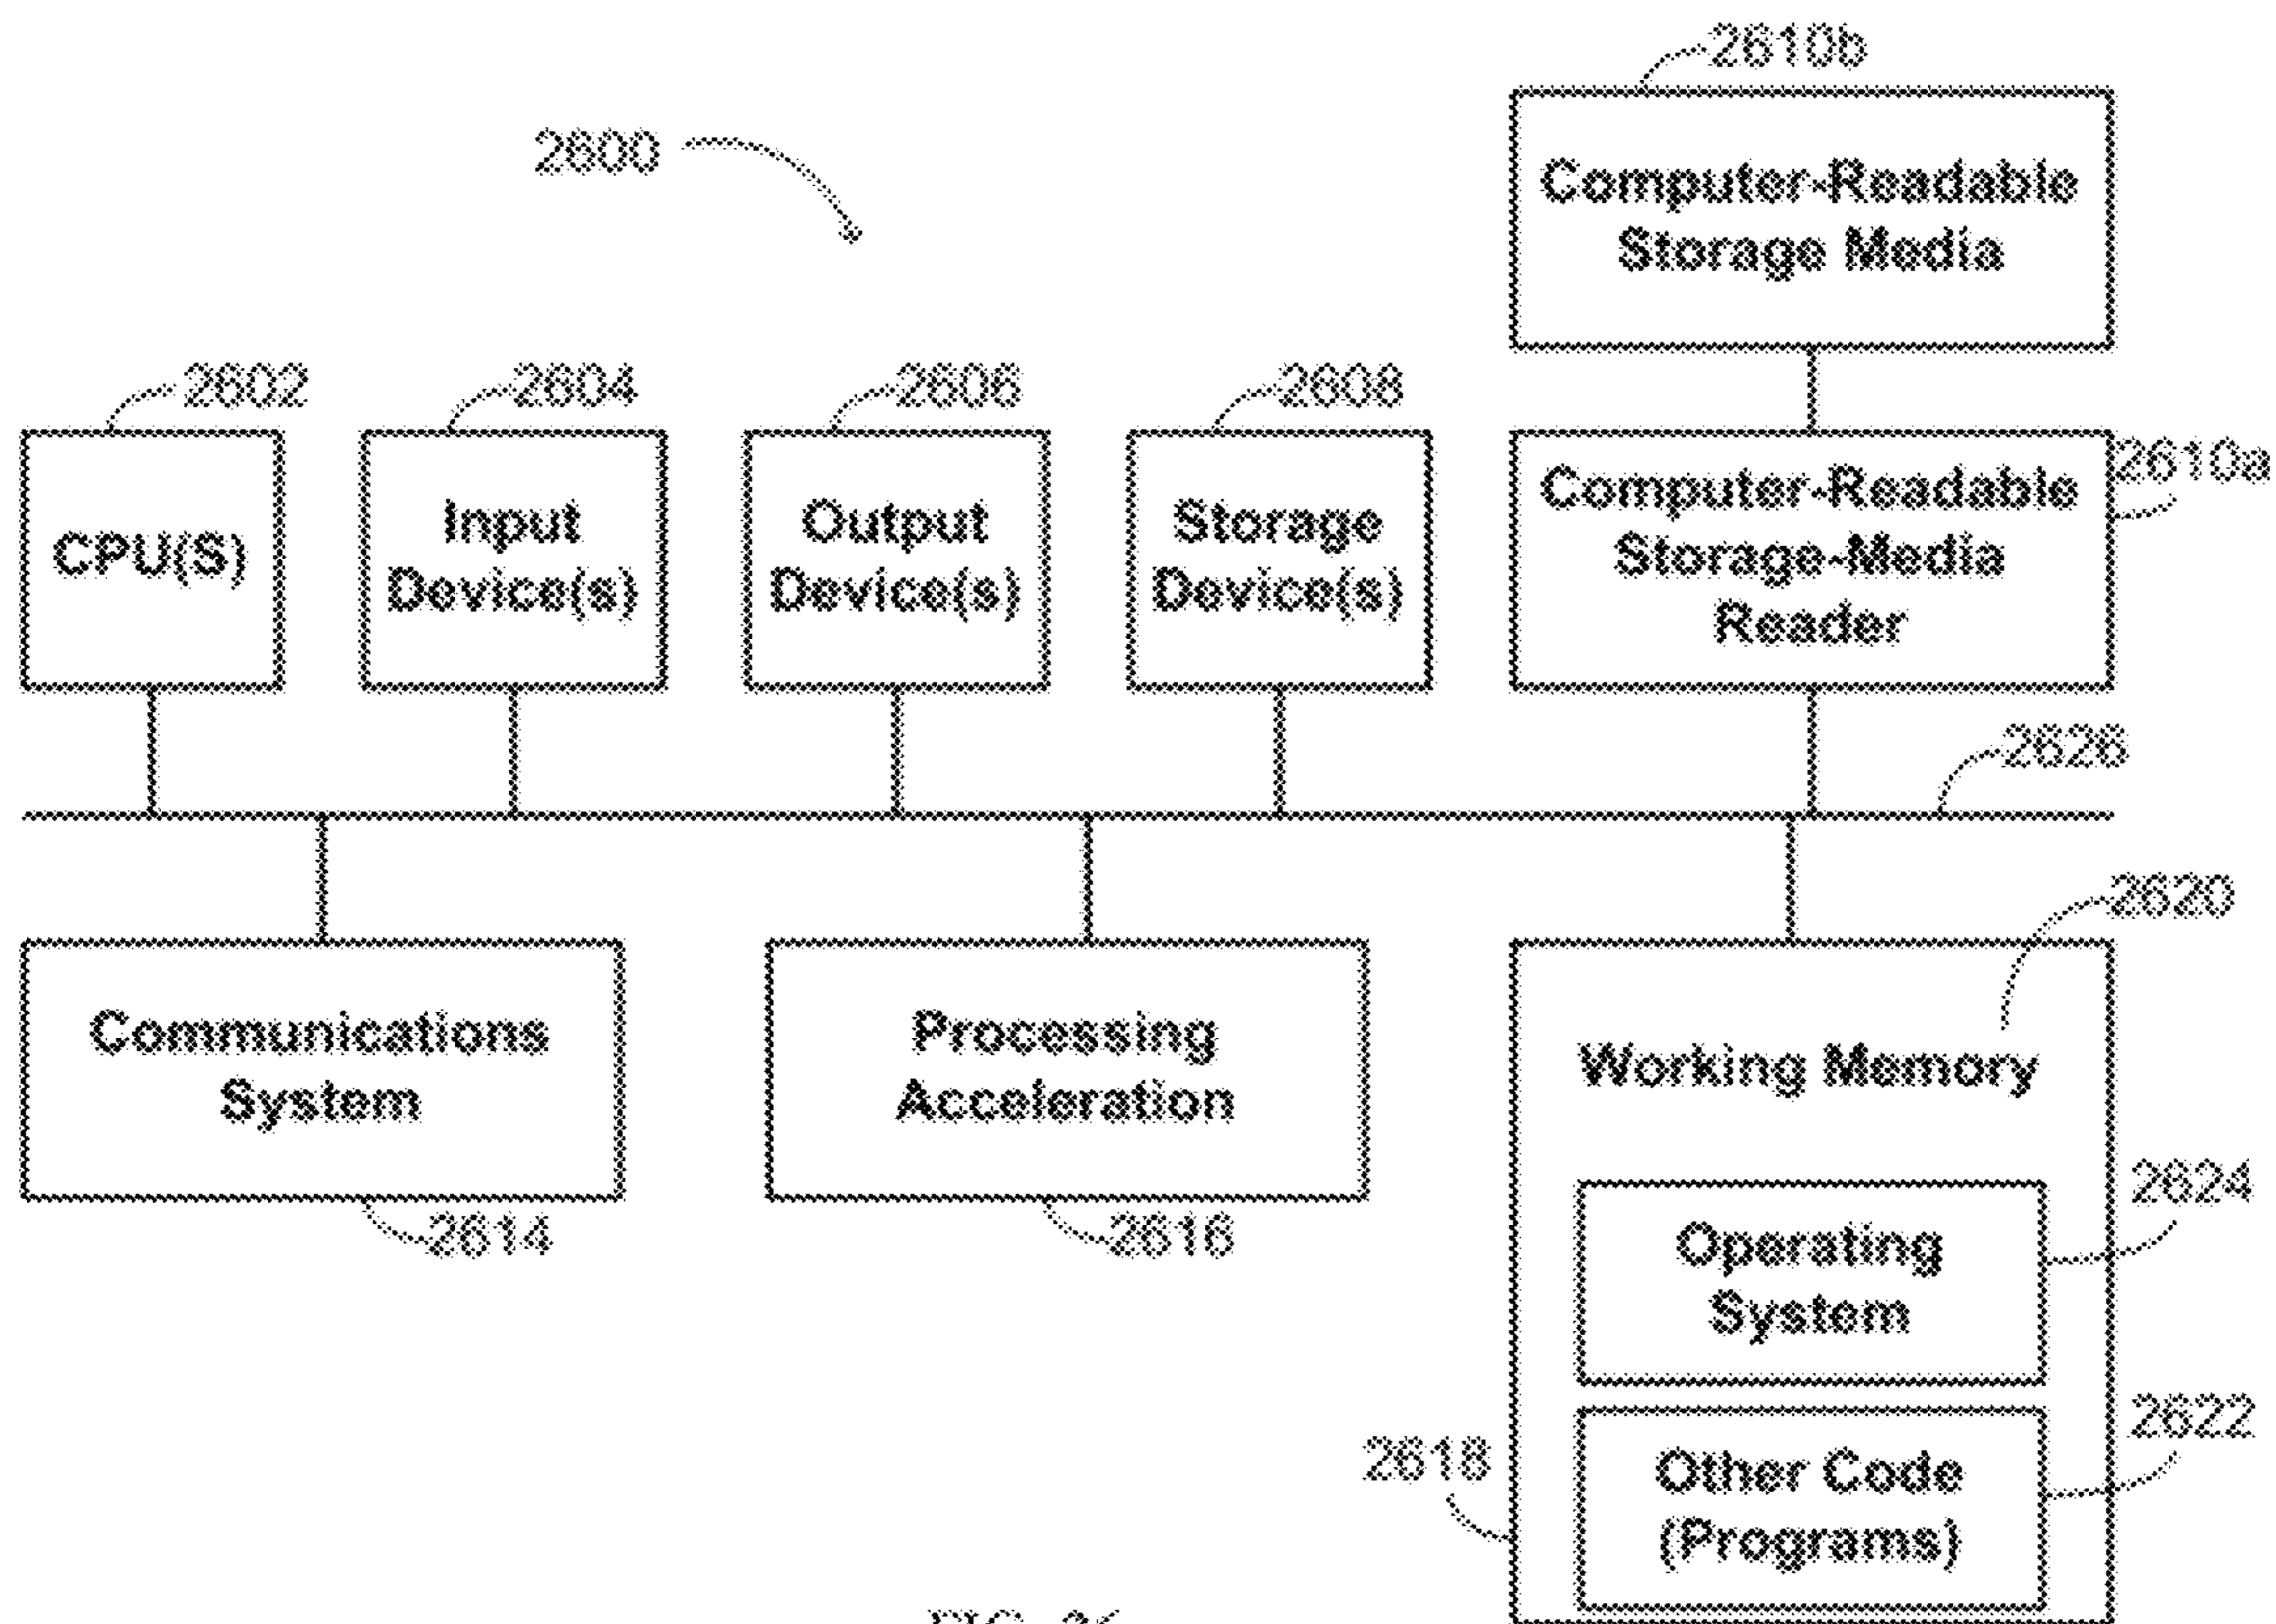 2610b
2600
Computer-Readable
Storage Media
2602
2604
2606
2608
2610a
CPU(S)
Input
Device(s)
Output
Device(s)
Storage
Device(s)
Computer-Readable
Storage-Media
Reader
2626
2620
Communications
System
Processing
Acceleration
Working Memory
2614
2616
2624
Operating
System
2622
2618
Other Code
(Programs)
FIG. 26